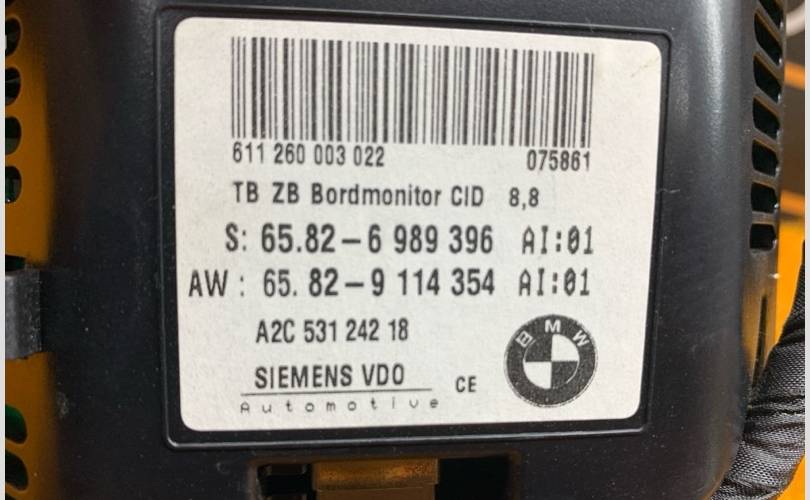 611 260 003 022 075861
TB ZB Bordmonitor CID 8,8
S: 65.82-6 989 396 AI:01
AW: 65.82-9 114 354 AI:01
A2C 531 242 18
BMW
SIEMENS VDO
CE
Automotive